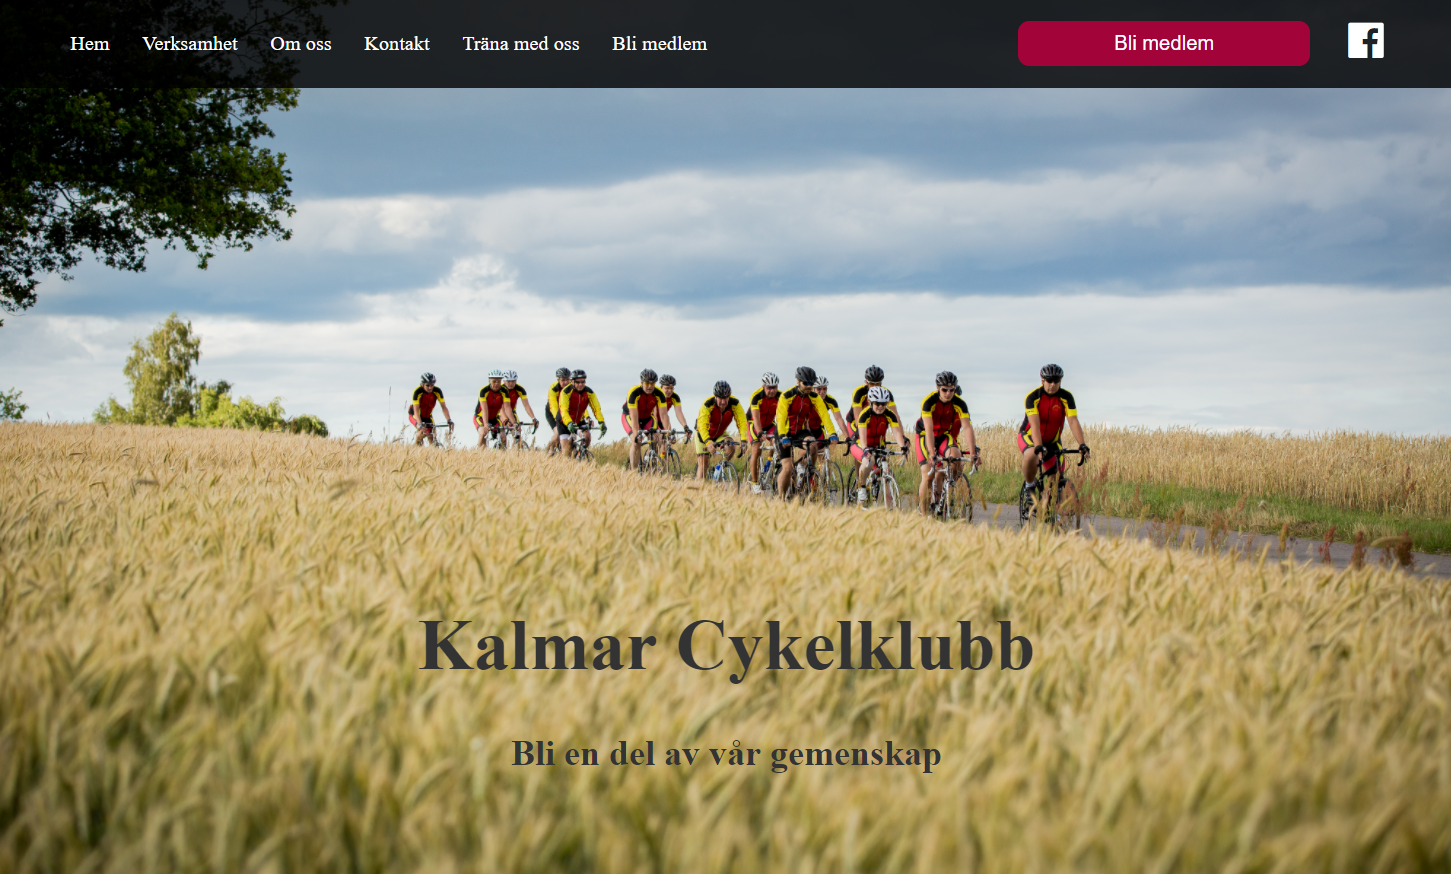 Hem Verksamhet Om oss Kontakt Träna med oss Bli medlem Bli medlem
Kalmar Cykelklubb
Bli en del av vår gemenskap